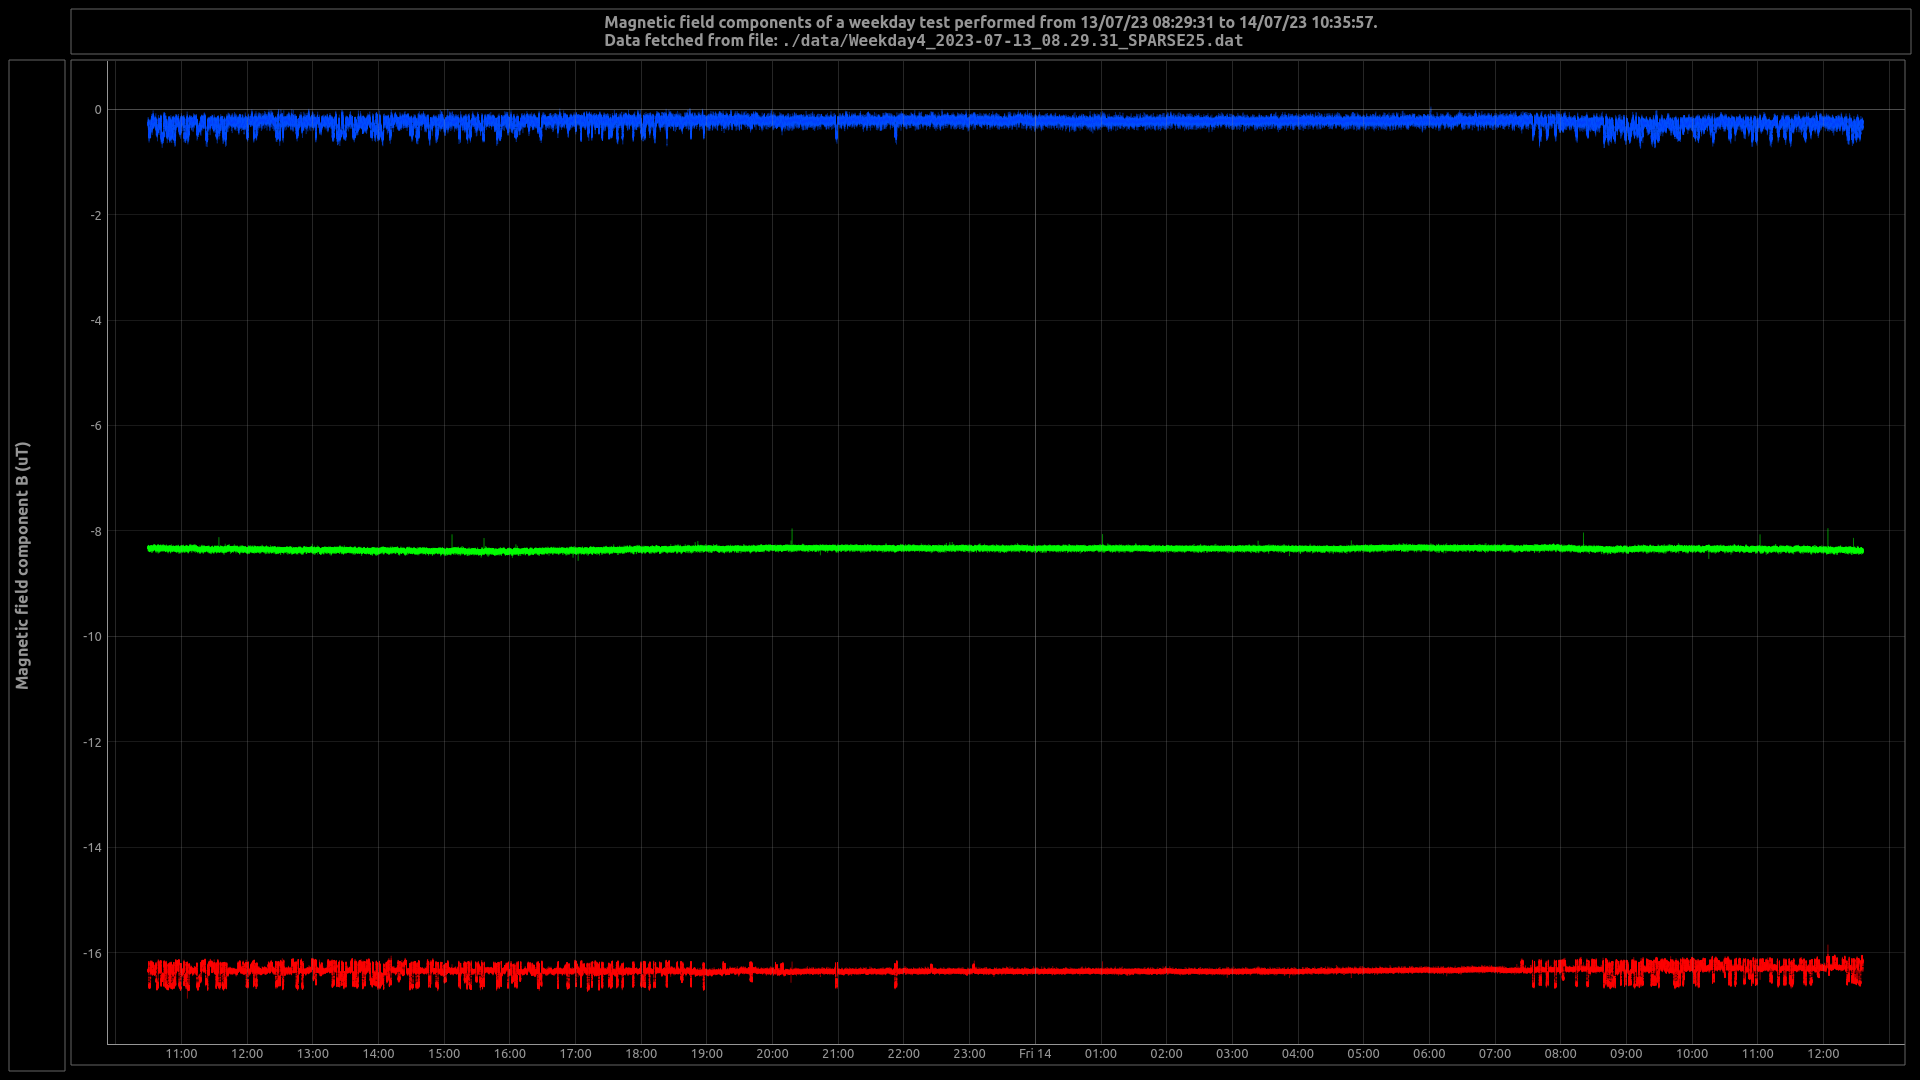 Magnetic field components of a weekday test performed from 13/07/23 08:29:31 to 14/07/23 10:35:57.
Data fetched from file: ./data/Weekday4_2023-07-13_08.29.31_SPARSE25.dat
Magnetic field component B (uT)
0
-2
-4
-6
-8
-10
-12
-14
-16
11:00 12:00 13:00 14:00 15:00 16:00 17:00 18:00 19:00 20:00 21:00 22:00 23:00 Fri 14 01:00 02:00 03:00 04:00 05:00 06:00 07:00 08:00 09:00 10:00 11:00 12:00